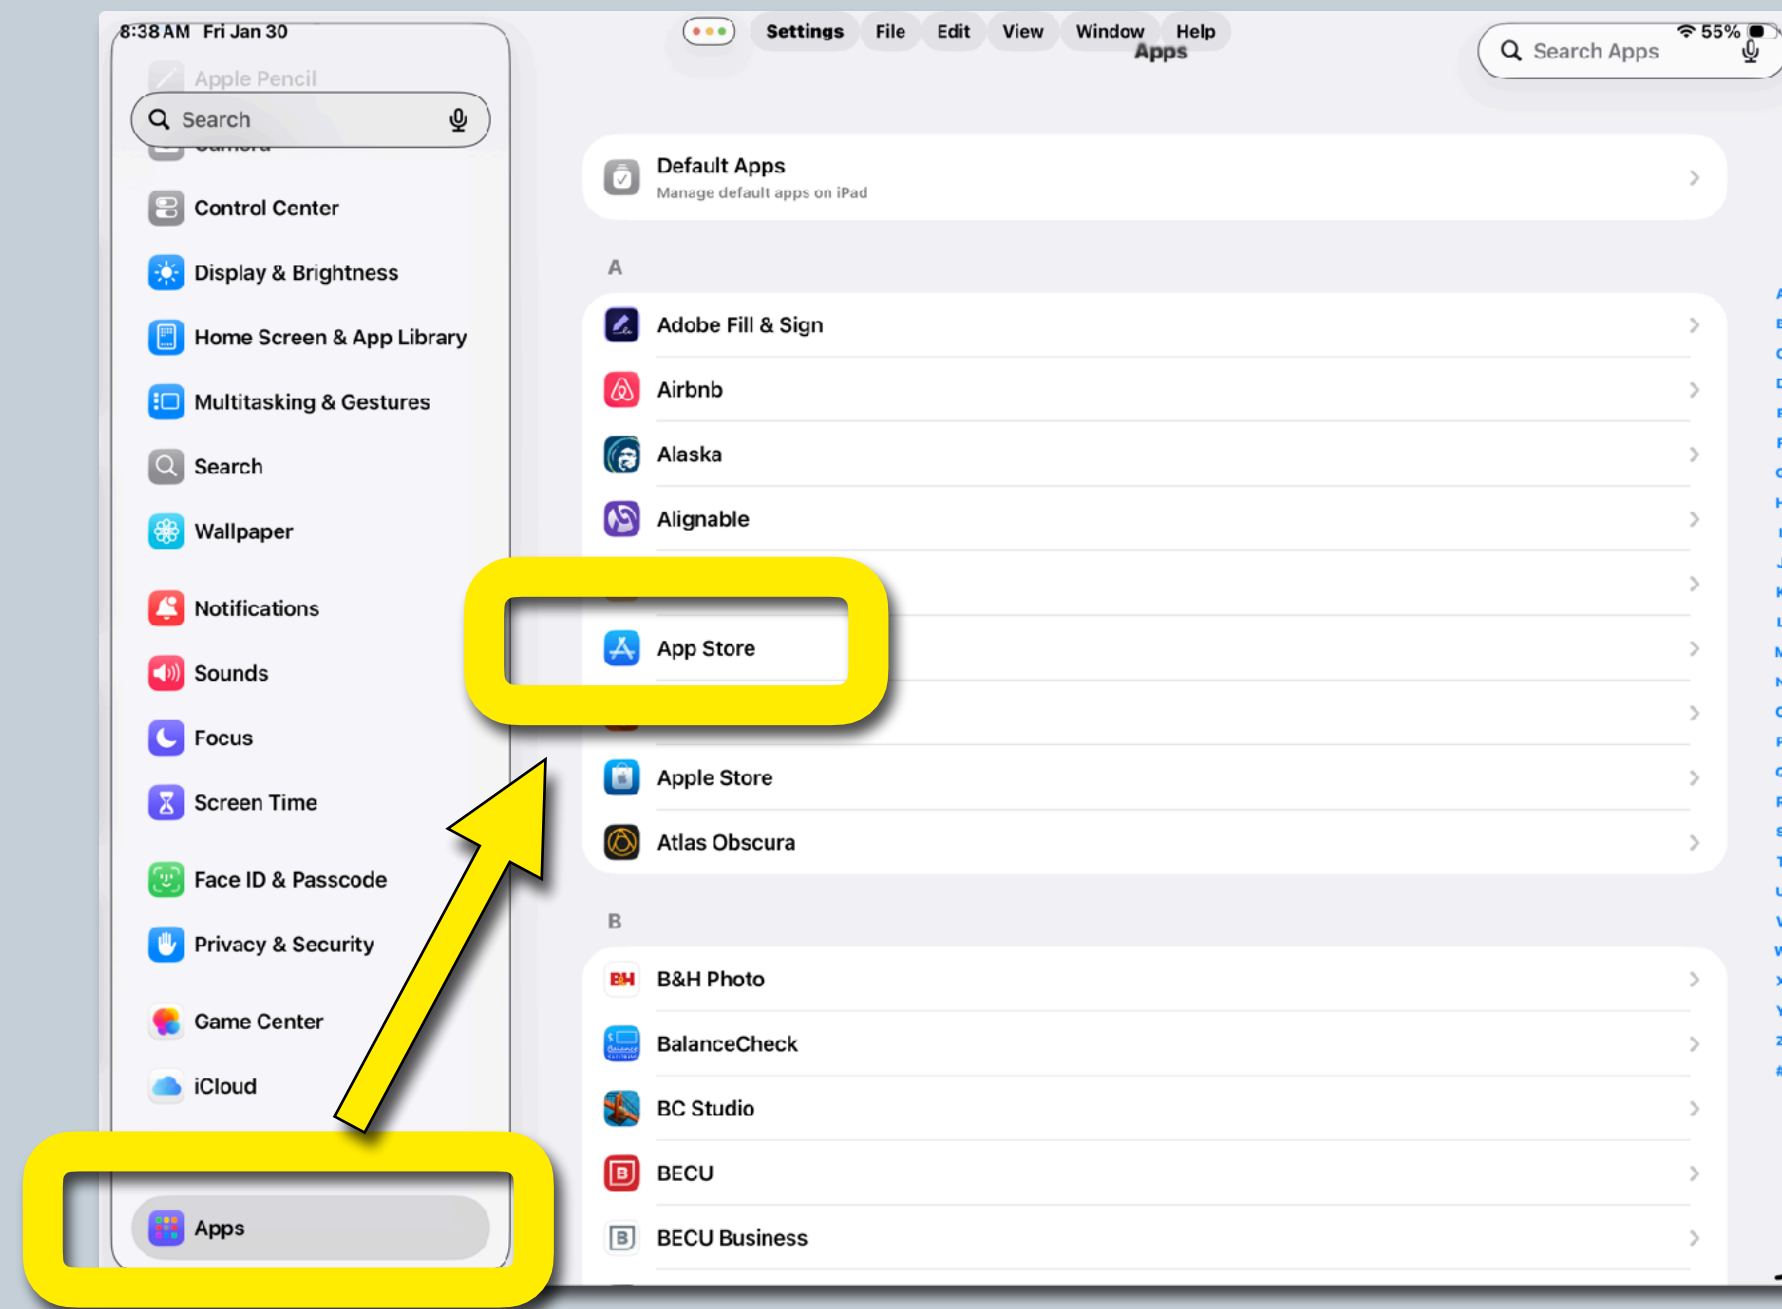 8:38 AM Fri Jan 30
Settings File Edit View Window Help
55%
Apps
Search Apps
Apple Pencil
Search
Camera
Control Center
Display & Brightness
Home Screen & App Library
Multitasking & Gestures
Search
Wallpaper
Notifications
Sounds
Focus
Screen Time
Face ID & Passcode
Privacy & Security
Game Center
iCloud
Apps
Default Apps
Manage default apps on iPad
A
Adobe Fill & Sign
Airbnb
Alaska
Alignable
App Store
Apple Store
Atlas Obscura
B
B&H B&H Photo
BalanceCheck
BC Studio
B BECU
B BECU Business